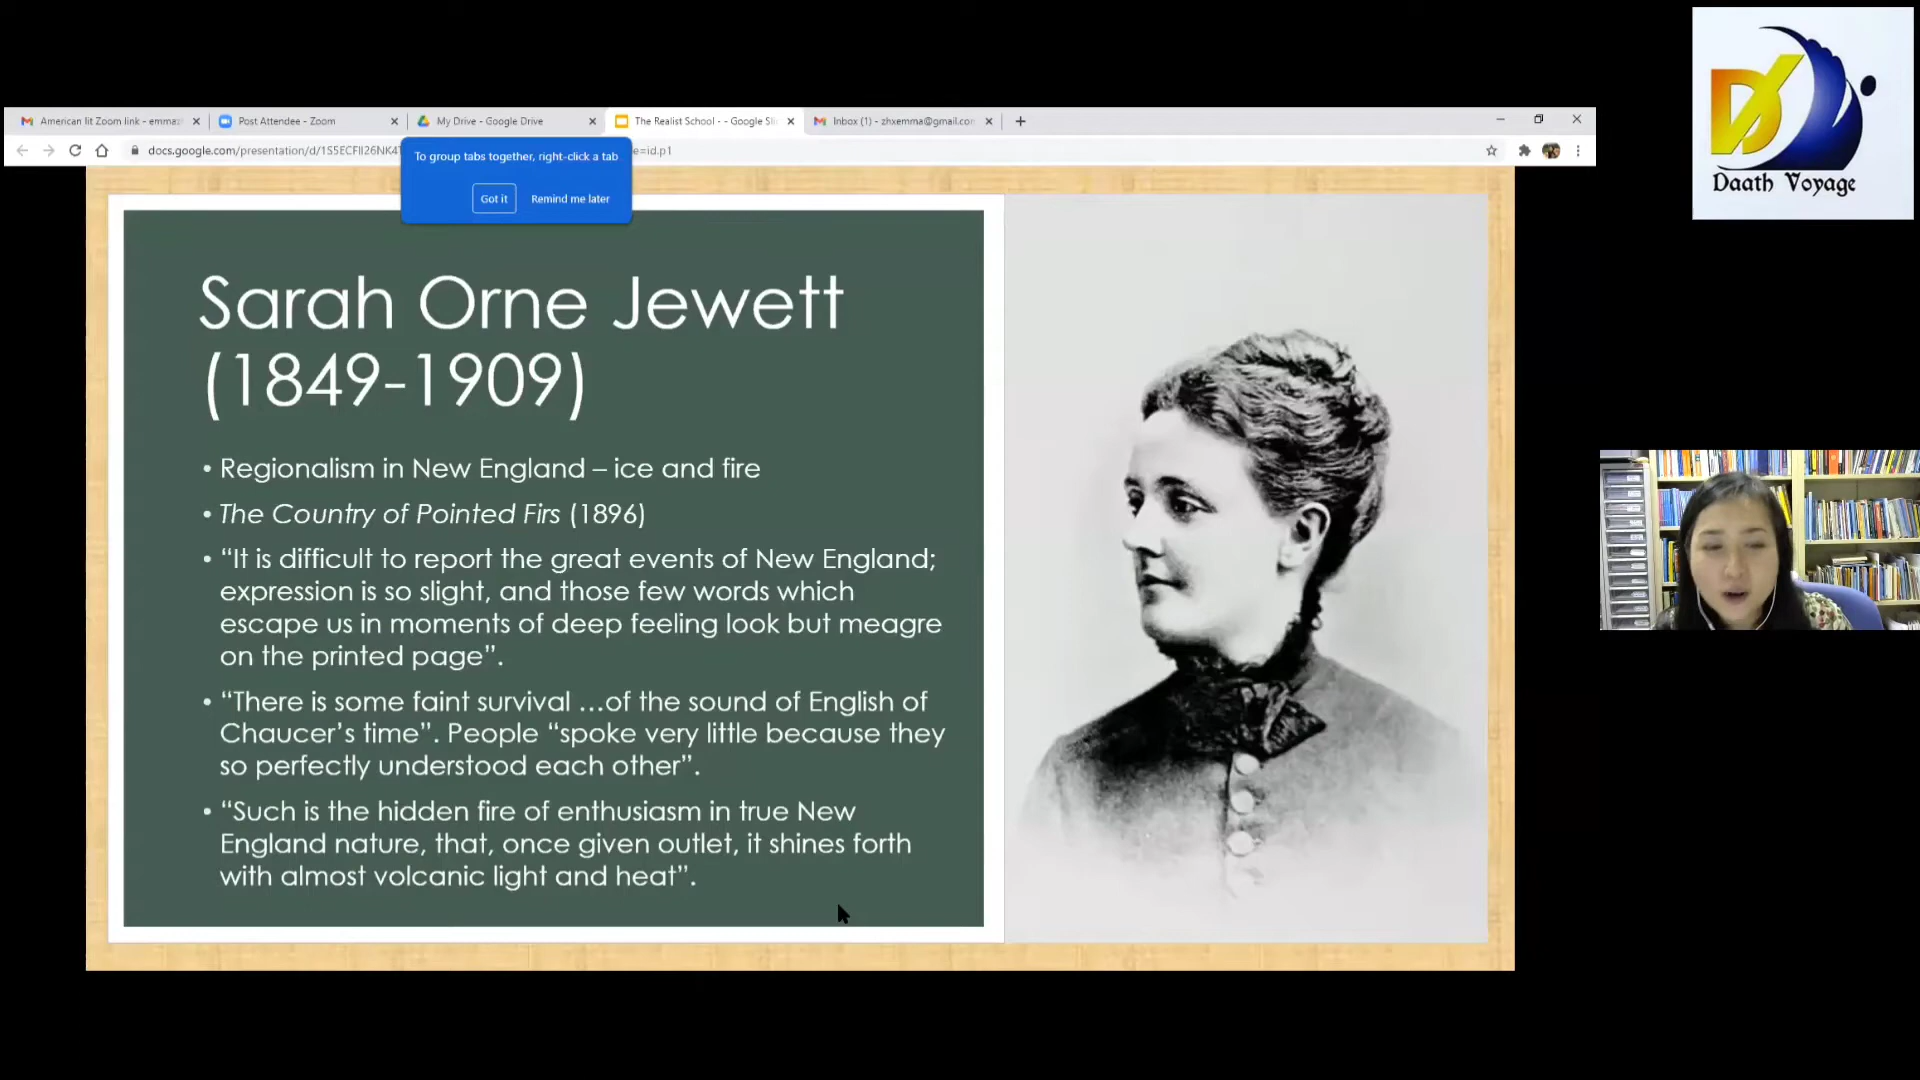 American lit Zoom link - emmaz
Post Attendee - Zoom
My Drive - Google Drive
The Realist School - - Google Sli
Inbox (1) - zhxemma@gmail.com
To group tabs together, right-click a tab
Got it
Remind me later
Daath Voyage
Sarah Orne Jewett
(1849-1909)
• Regionalism in New England – ice and fire
• The Country of Pointed Firs (1896)
• “It is difficult to report the great events of New England;
expression is so slight, and those few words which
escape us in moments of deep feeling look but meagre
on the printed page”.
• “There is some faint survival …of the sound of English of
Chaucer’s time”. People “spoke very little because they
so perfectly understood each other”.
• “Such is the hidden fire of enthusiasm in true New
England nature, that, once given outlet, it shines forth
with almost volcanic light and heat”.